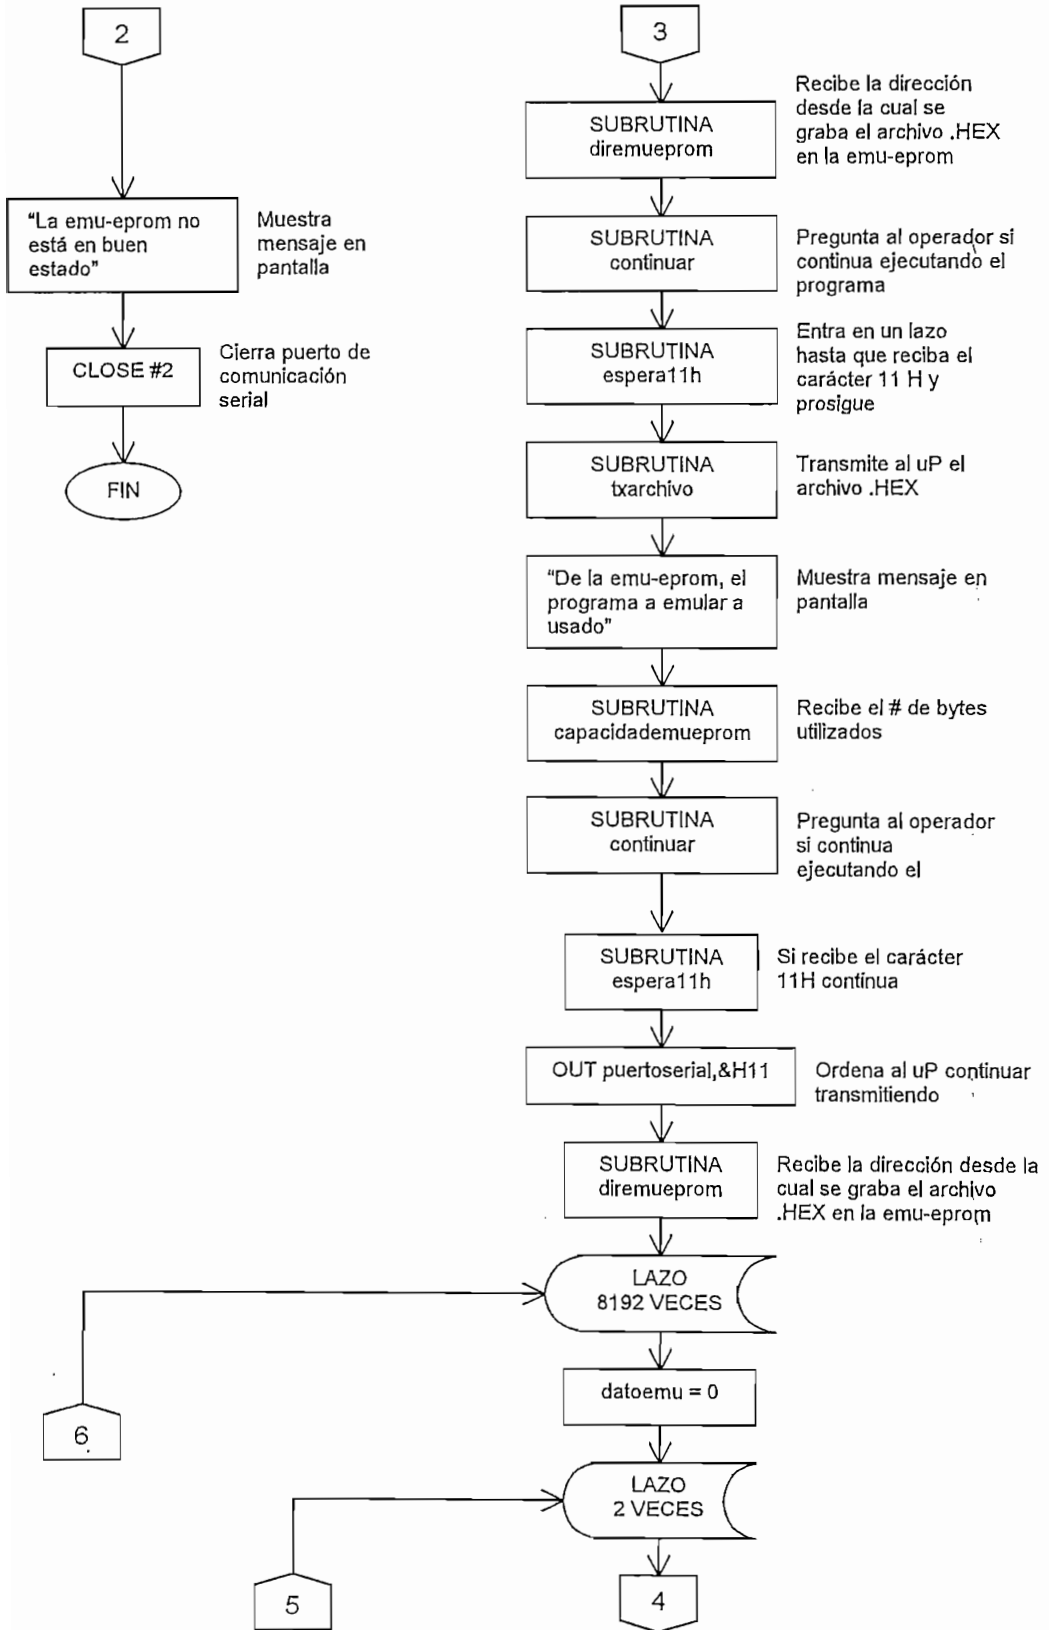 2
"La emu-eprom no
está en buen
estado"
Muestra
mensaje en
pantalla
CLOSE #2
Cierra puerto de
comunicación
serial
FIN
3
SUBRUTINA
diremueprom
Recibe la dirección
desde la cual se
graba el archivo .HEX
en la emu-eprom
SUBRUTINA
continuar
Pregunta al operador si
continua ejecutando el
programa
SUBRUTINA
espera11h
Entra en un lazo
hasta que reciba el
carácter 11 H y
prosigue
SUBRUTINA
txarchivo
Transmite al uP el
archivo .HEX
"De la emu-eprom, el
programa a emular a
usado"
Muestra mensaje en
pantalla
SUBRUTINA
capacidademueprom
Recibe el # de bytes
utilizados
SUBRUTINA
continuar
Pregunta al operador
si continua
ejecutando el
SUBRUTINA
espera11h
Si recibe el carácter
11H continua
OUT puertoserial,&H11
Ordena al uP continuar
transmitiendo
SUBRUTINA
diremueprom
Recibe la dirección desde la
cual se graba el archivo
.HEX en la emu-eprom
LAZO
8192 VECES
datoemu = 0
6
LAZO
2 VECES
5
4